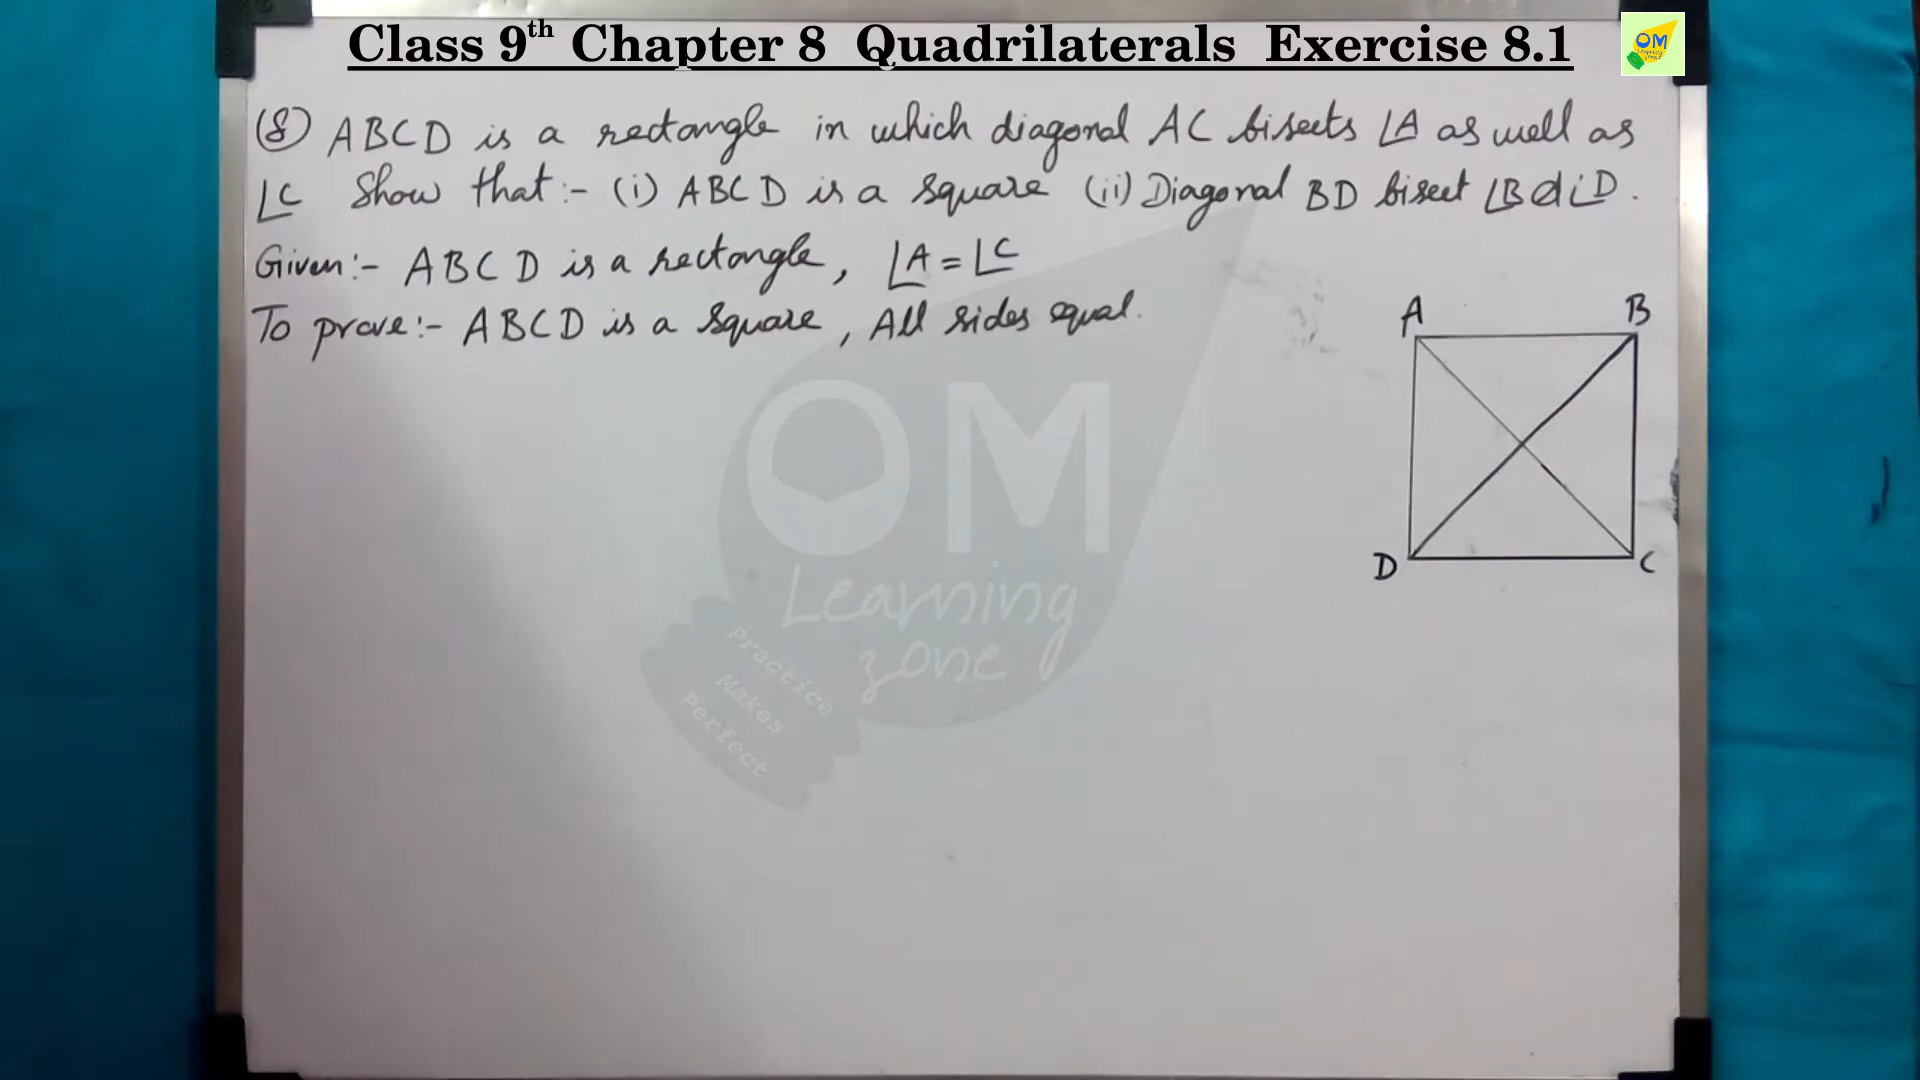 Class 9th Chapter 8 Quadrilaterals Exercise 8.1
OM
(8) ABCD is a rectangle in which diagonal AC bisects ∠A as well as
∠C Show that:- (i) ABCD is a square (ii) Diagonal BD bisect ∠B & ∠D.
Given:- ABCD is a rectangle, ∠A = ∠C
To prove:- ABCD is a square, All sides equal.
A B
D C
OM
Learning
zone
Practice
Makes
Perfect